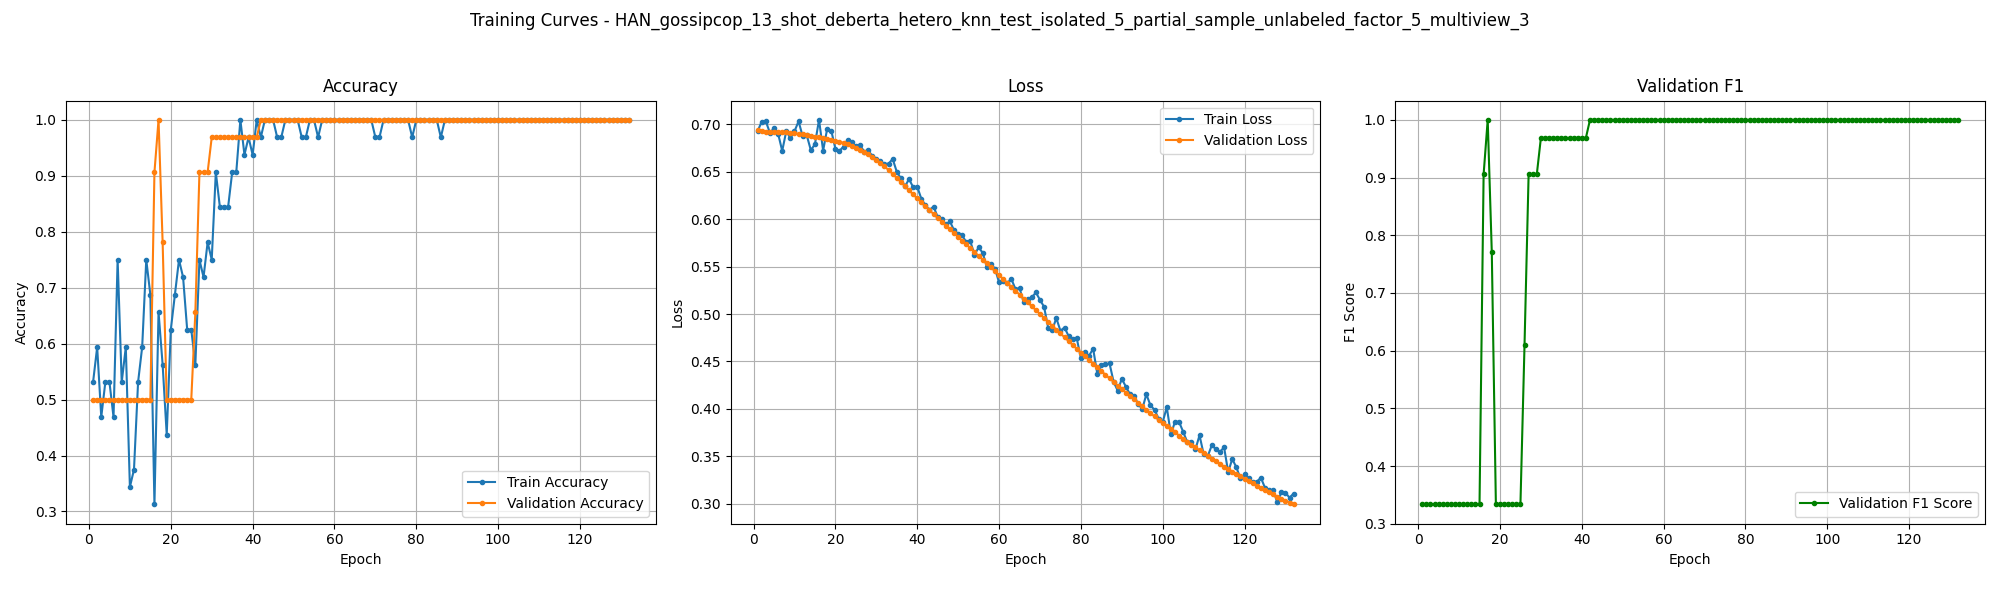 Training Curves - HAN_gossipcop_13_shot_deberta_hetero_knn_test_isolated_5_partial_sample_unlabeled_factor_5_multiview_3
Accuracy
1.0
0.9
0.8
0.7
0.6
0.5
0.4
0.3
Accuracy
0 20 40 60 80 100 120
Epoch
Train Accuracy
Validation Accuracy
Loss
0.70
0.65
0.60
0.55
0.50
0.45
0.40
0.35
0.30
Loss
0 20 40 60 80 100 120
Epoch
Train Loss
Validation Loss
Validation F1
1.0
0.9
0.8
0.7
0.6
0.5
0.4
0.3
F1 Score
0 20 40 60 80 100 120
Epoch
Validation F1 Score